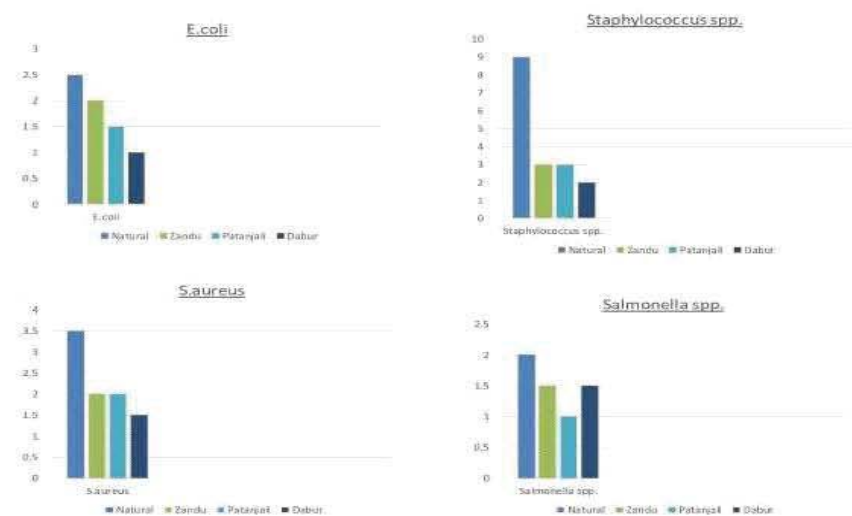 E.coli
3
2.5
2
1.5
1
0.5
0
E.coli
Natural Zandu Patanjali Dabur
Staphylococcus spp.
10
9
8
7
6
5
4
3
2
1
0
Staphylococcus spp.
Natural Zandu Patanjali Dabur
S.aureus
4
3.5
3
2.5
2
1.5
1
0.5
0
S.aureus
Natural Zandu Patanjali Dabur
Salmonella spp.
2.5
2
1.5
1
0.5
0
Salmonella spp.
Natural Zandu Patanjali Dabur